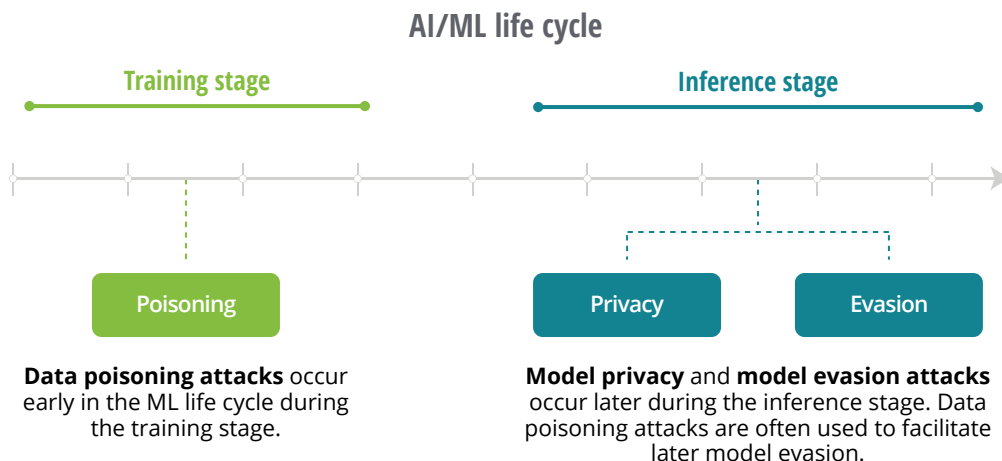 AI/ML life cycle
Training stage
Inference stage
Poisoning
Privacy
Evasion
Data poisoning attacks occur
early in the ML life cycle during
the training stage.
Model privacy and model evasion attacks
occur later during the inference stage. Data
poisoning attacks are often used to facilitate
later model evasion.